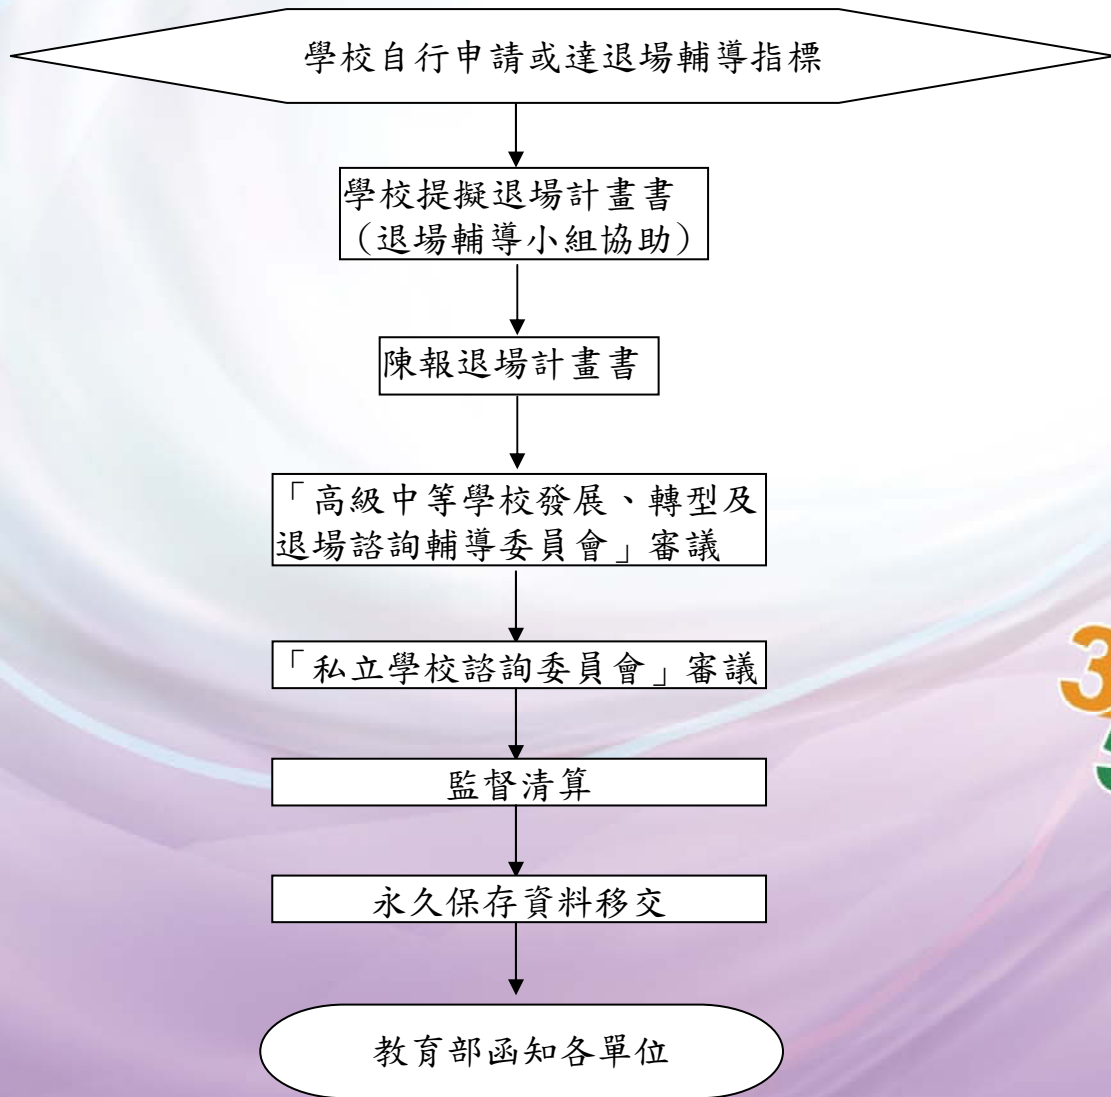 學校自行申請或達退場輔導指標
學校提擬退場計畫書
（退場輔導小組協助）
陳報退場計畫書
「高級中等學校發展、轉型及
退場諮詢輔導委員會」審議
「私立學校諮詢委員會」審議
監督清算
永久保存資料移交
教育部函知各單位
3